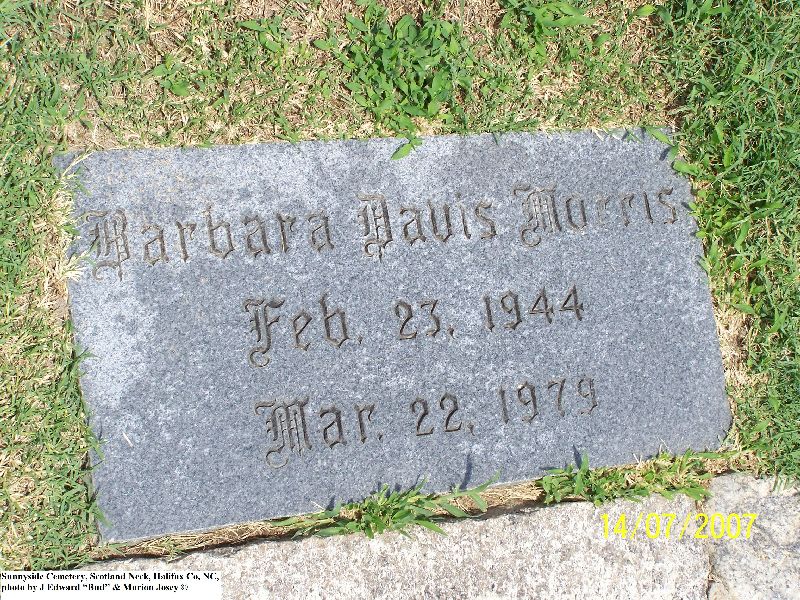 Barbara Davis Morris
Feb. 23, 1944
Mar. 22, 1979
14/07/2007
Sunnyside Cemetery, Scotland Neck, Halifax Co, NC,
photo by J Edward "Bud" & Marion Josey